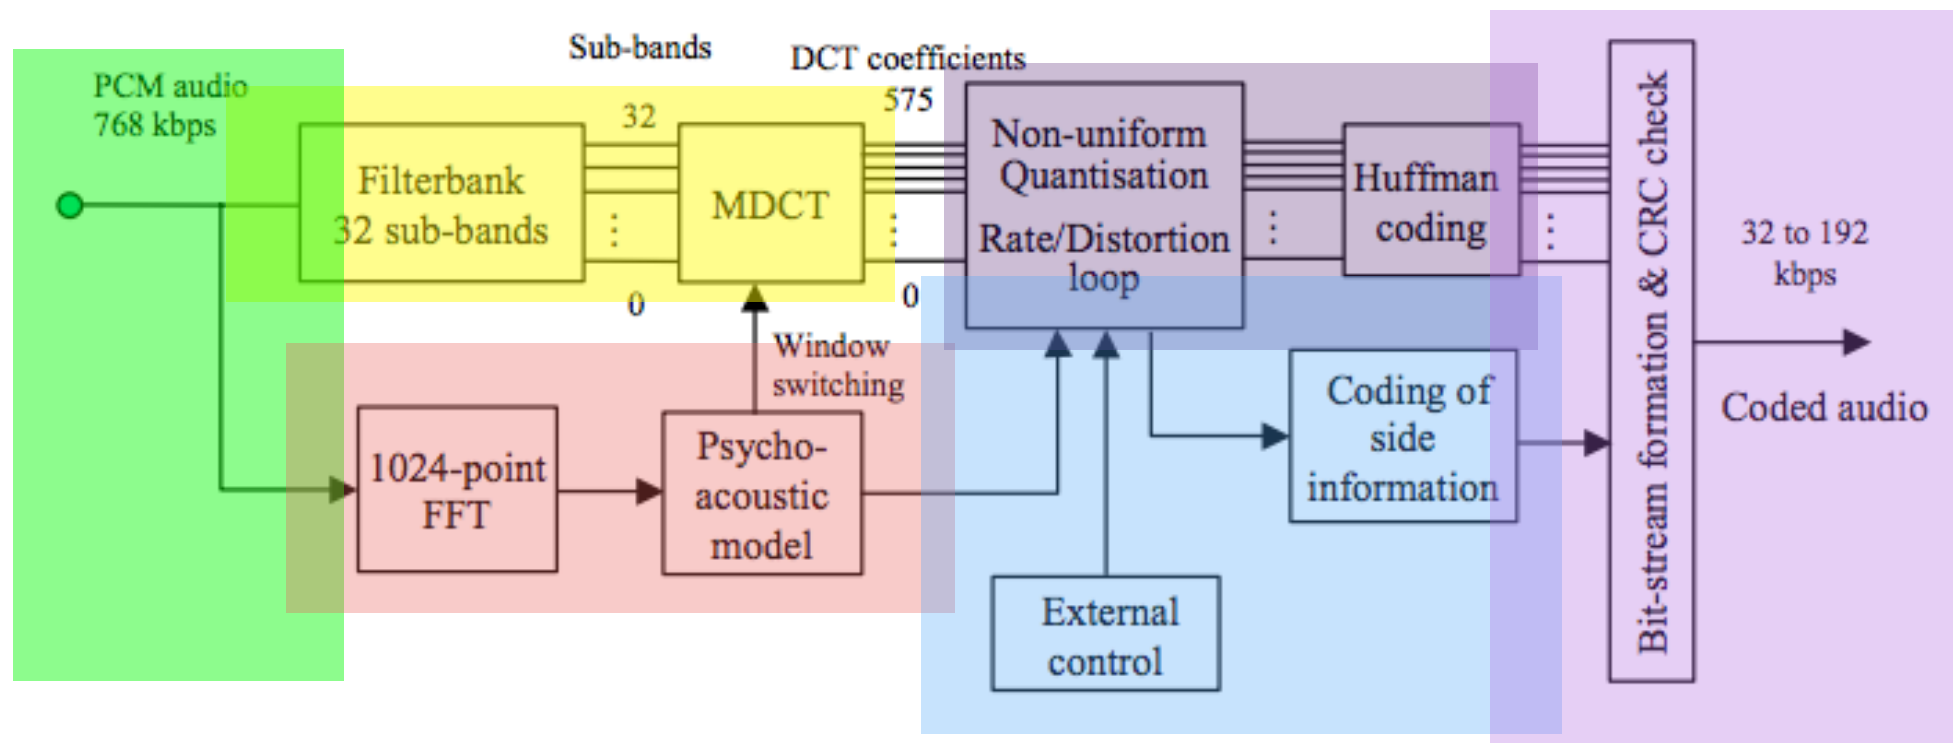 PCM audio
768 kbps
Sub-bands
32
0
DCT coefficients
575
0
Filterbank
32 sub-bands
MDCT
Non-uniform
Quantisation
Rate/Distortion
loop
Huffman
coding
Window
switching
1024-point
FFT
Psycho-
acoustic
model
External
control
Coding of
side
information
Bit-stream formation & CRC check
32 to 192
kbps
Coded audio